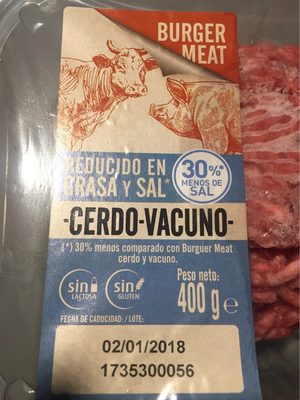 BURGER
MEAT
REDUCIDO EN
GRASA Y SAL*
30%*
MENOS DE
SAL
-CERDO-VACUNO-
(*) 30% menos comparado con Burguer Meat
cerdo y vacuno.
sin
LACTOSA
sin
GLUTEN
Peso neto:
400 g e
FECHA DE CADUCIDAD: / LOTE:
02/01/2018
1735300056